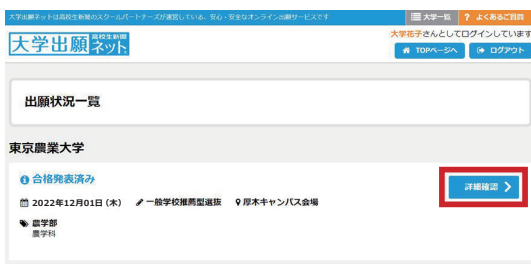 大学出願ネットは高校生新聞のスクールパートナーズが運営している、安心・安全なオンライン出願サービスです
大学一覧
? よくあるご質問
大学出願ネット
高校生新聞
大学花子さんとしてログインしています
TOPページへ
ログアウト
出願状況一覧
東京農業大学
合格発表済み
詳細確認
2022年12月01日 (木) 一般学校推薦型選抜 厚木キャンパス会場
農学部
農学科